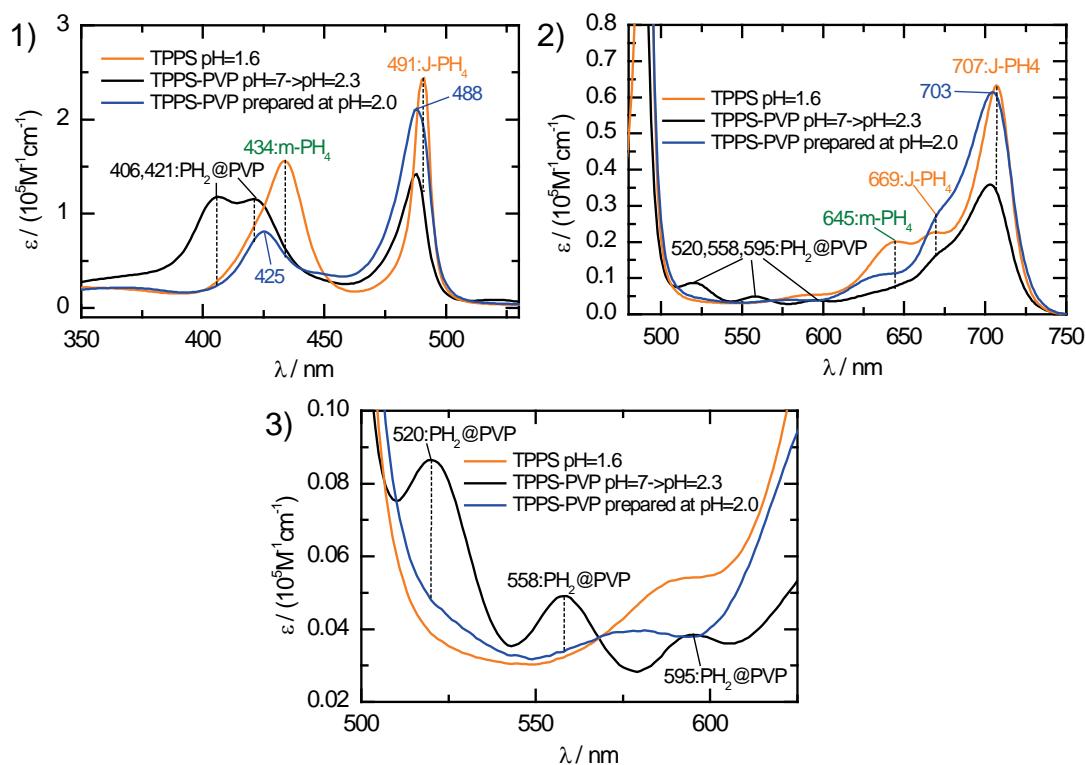 1)
3
2
1
0
ε / (10⁵M⁻¹cm⁻¹)
TPPS pH=1.6
TPPS-PVP pH=7->pH=2.3
TPPS-PVP prepared at pH=2.0
491:J-PH₄
488
434:m-PH₄
406,421:PH₂@PVP
425
350 400 450 500
λ / nm
2)
0.8
0.7
0.6
0.5
0.4
0.3
0.2
0.1
0.0
ε / (10⁵M⁻¹cm⁻¹)
707:J-PH4
TPPS pH=1.6
703
TPPS-PVP pH=7->pH=2.3
TPPS-PVP prepared at pH=2.0
669:J-PH₄
645:m-PH₄
520,558,595:PH₂@PVP
500 550 600 650 700 750
λ / nm
3)
0.10
0.08
0.06
0.04
0.02
ε / (10⁵M⁻¹cm⁻¹)
520:PH₂@PVP
TPPS pH=1.6
TPPS-PVP pH=7->pH=2.3
TPPS-PVP prepared at pH=2.0
558:PH₂@PVP
595:PH₂@PVP
500 550 600
λ / nm